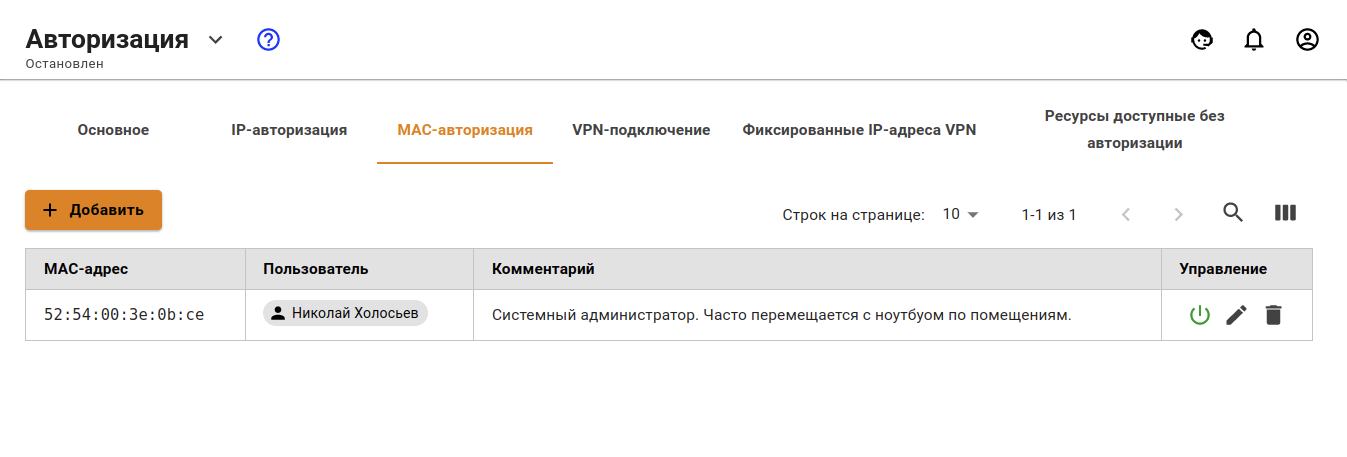 Авторизация
Остановлен
Основное
IP-авторизация
MAC-авторизация
VPN-подключение
Фиксированные IP-адреса VPN
Ресурсы доступные без
авторизации
Добавить
Строк на странице: 10 1-1 из 1
MAC-адрес Пользователь Комментарий Управление
52:54:00:3e:0b:ce Николай Холосьев Системный администратор. Часто перемещается с ноутбуом по помещениям.